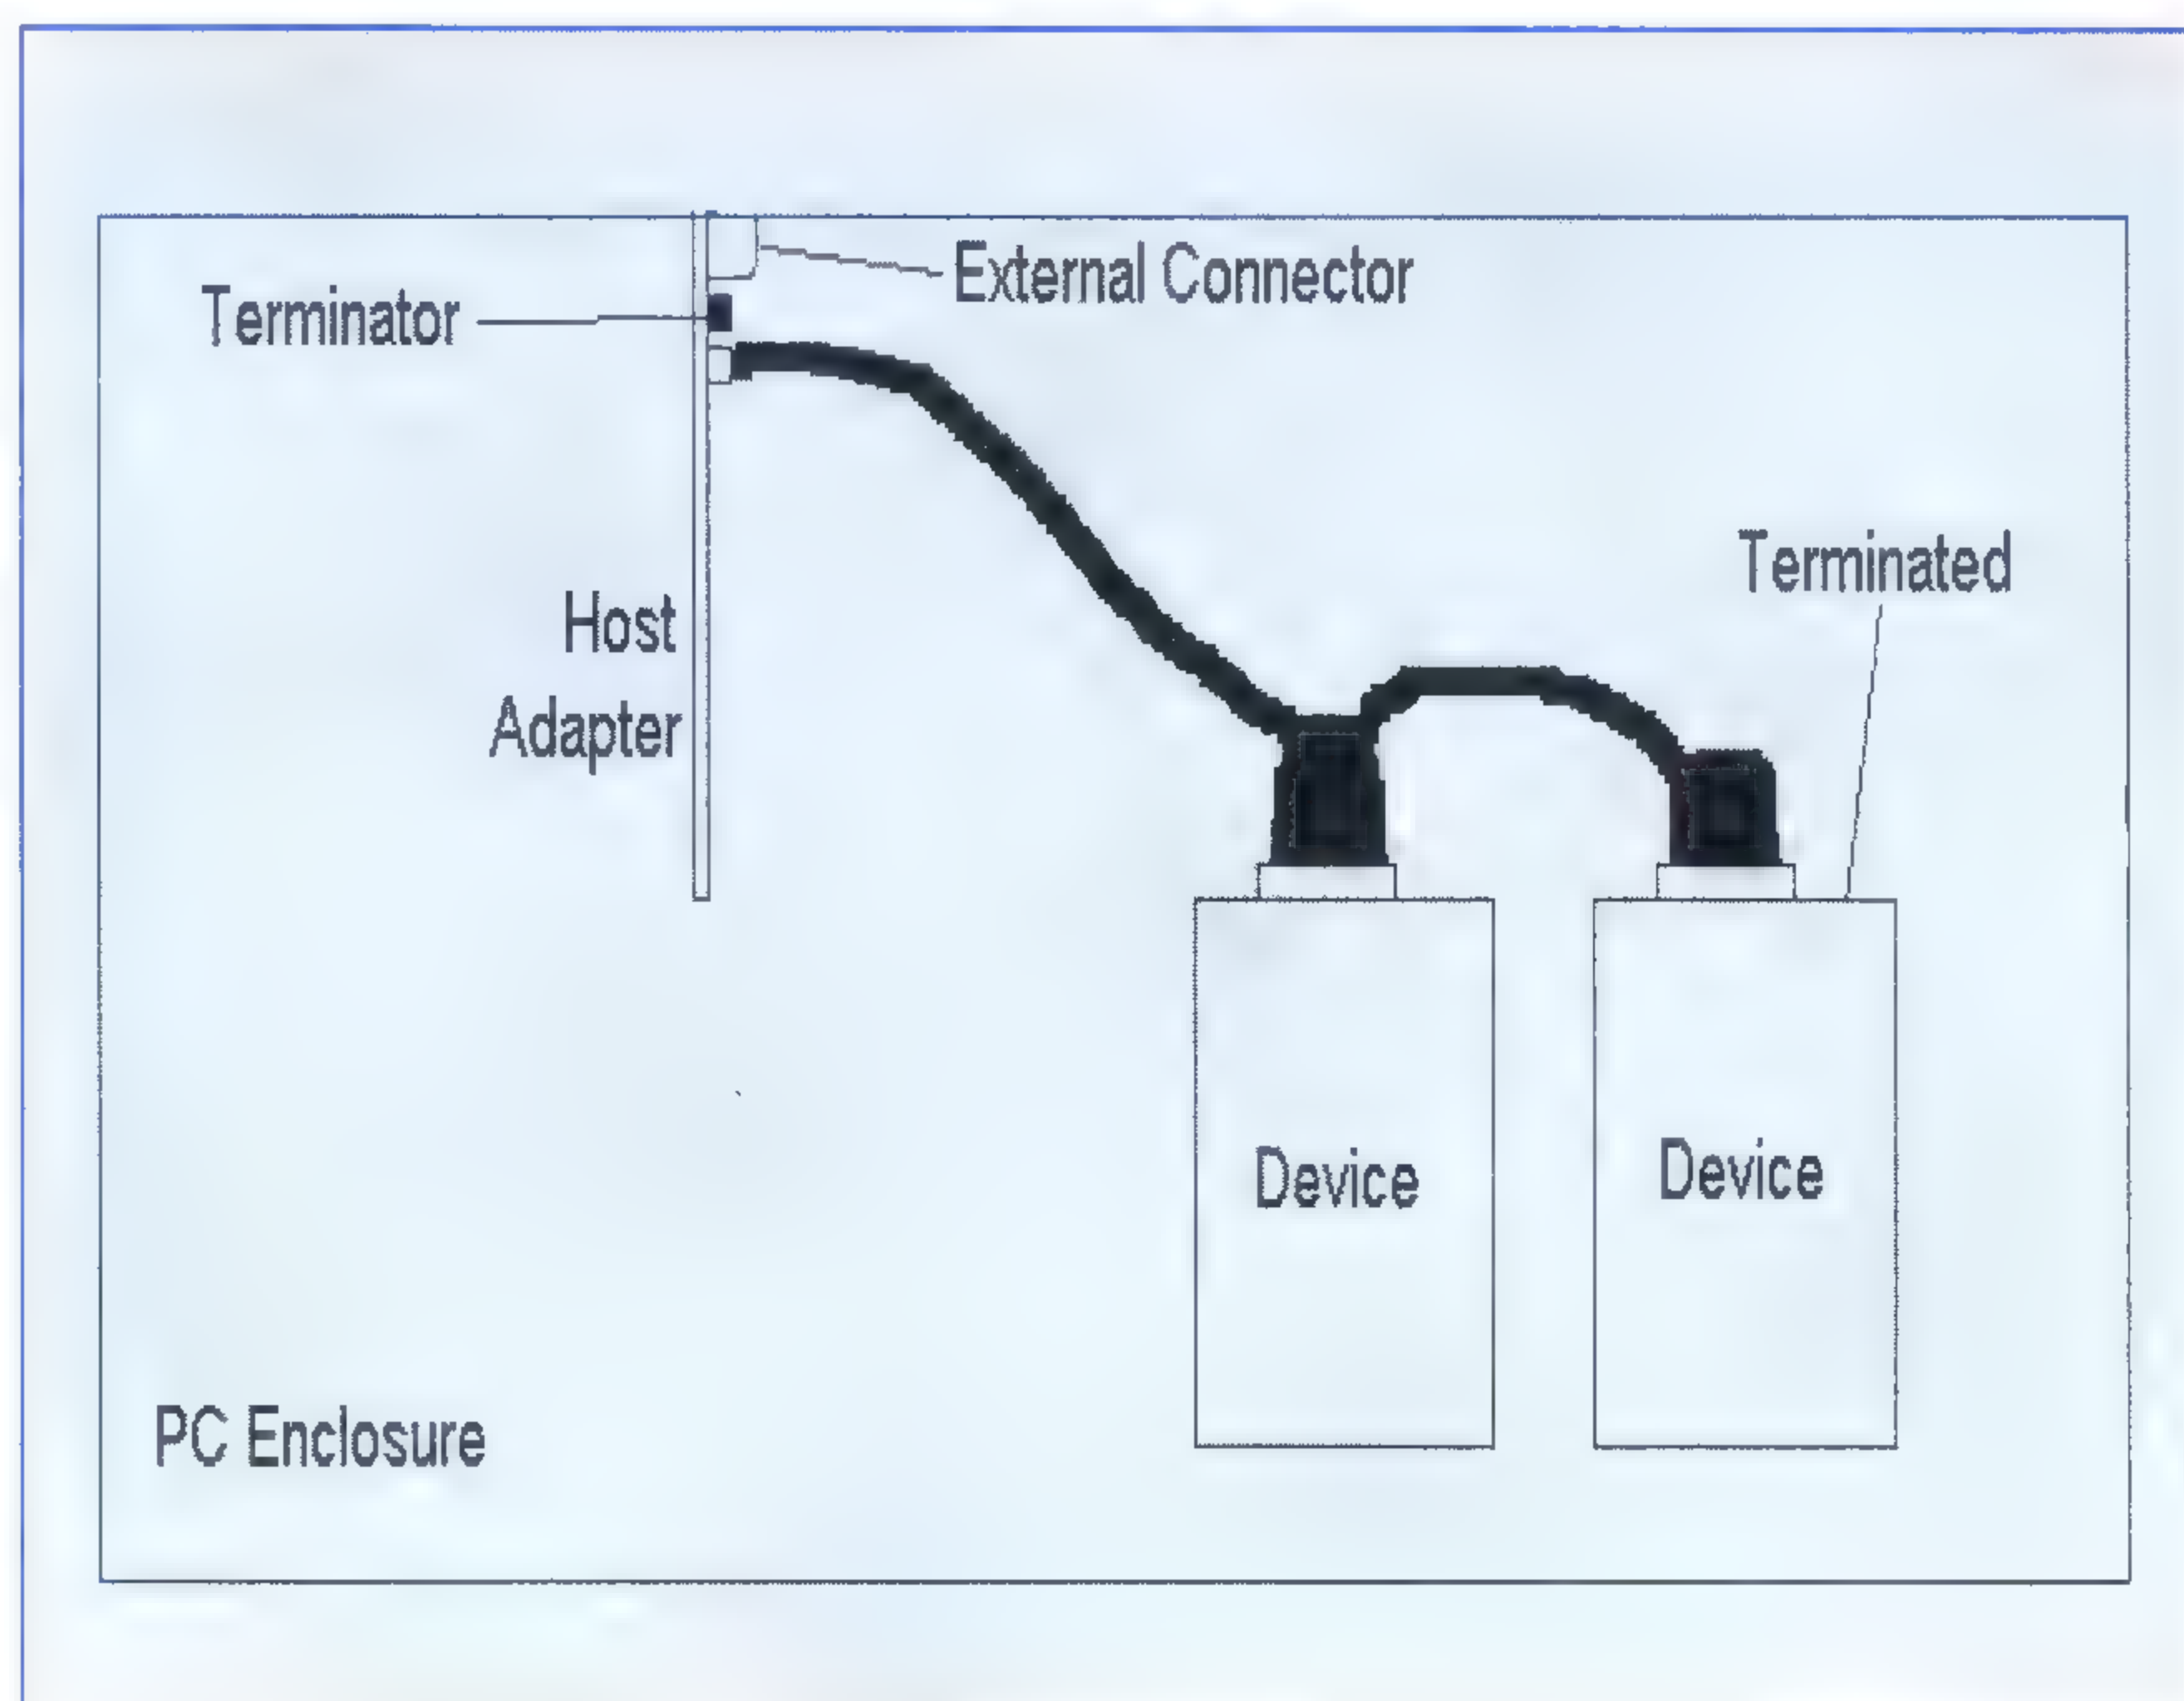 External Connector
Terminator
Terminated
Host
Adapter
Device
Device
PC Enclosure